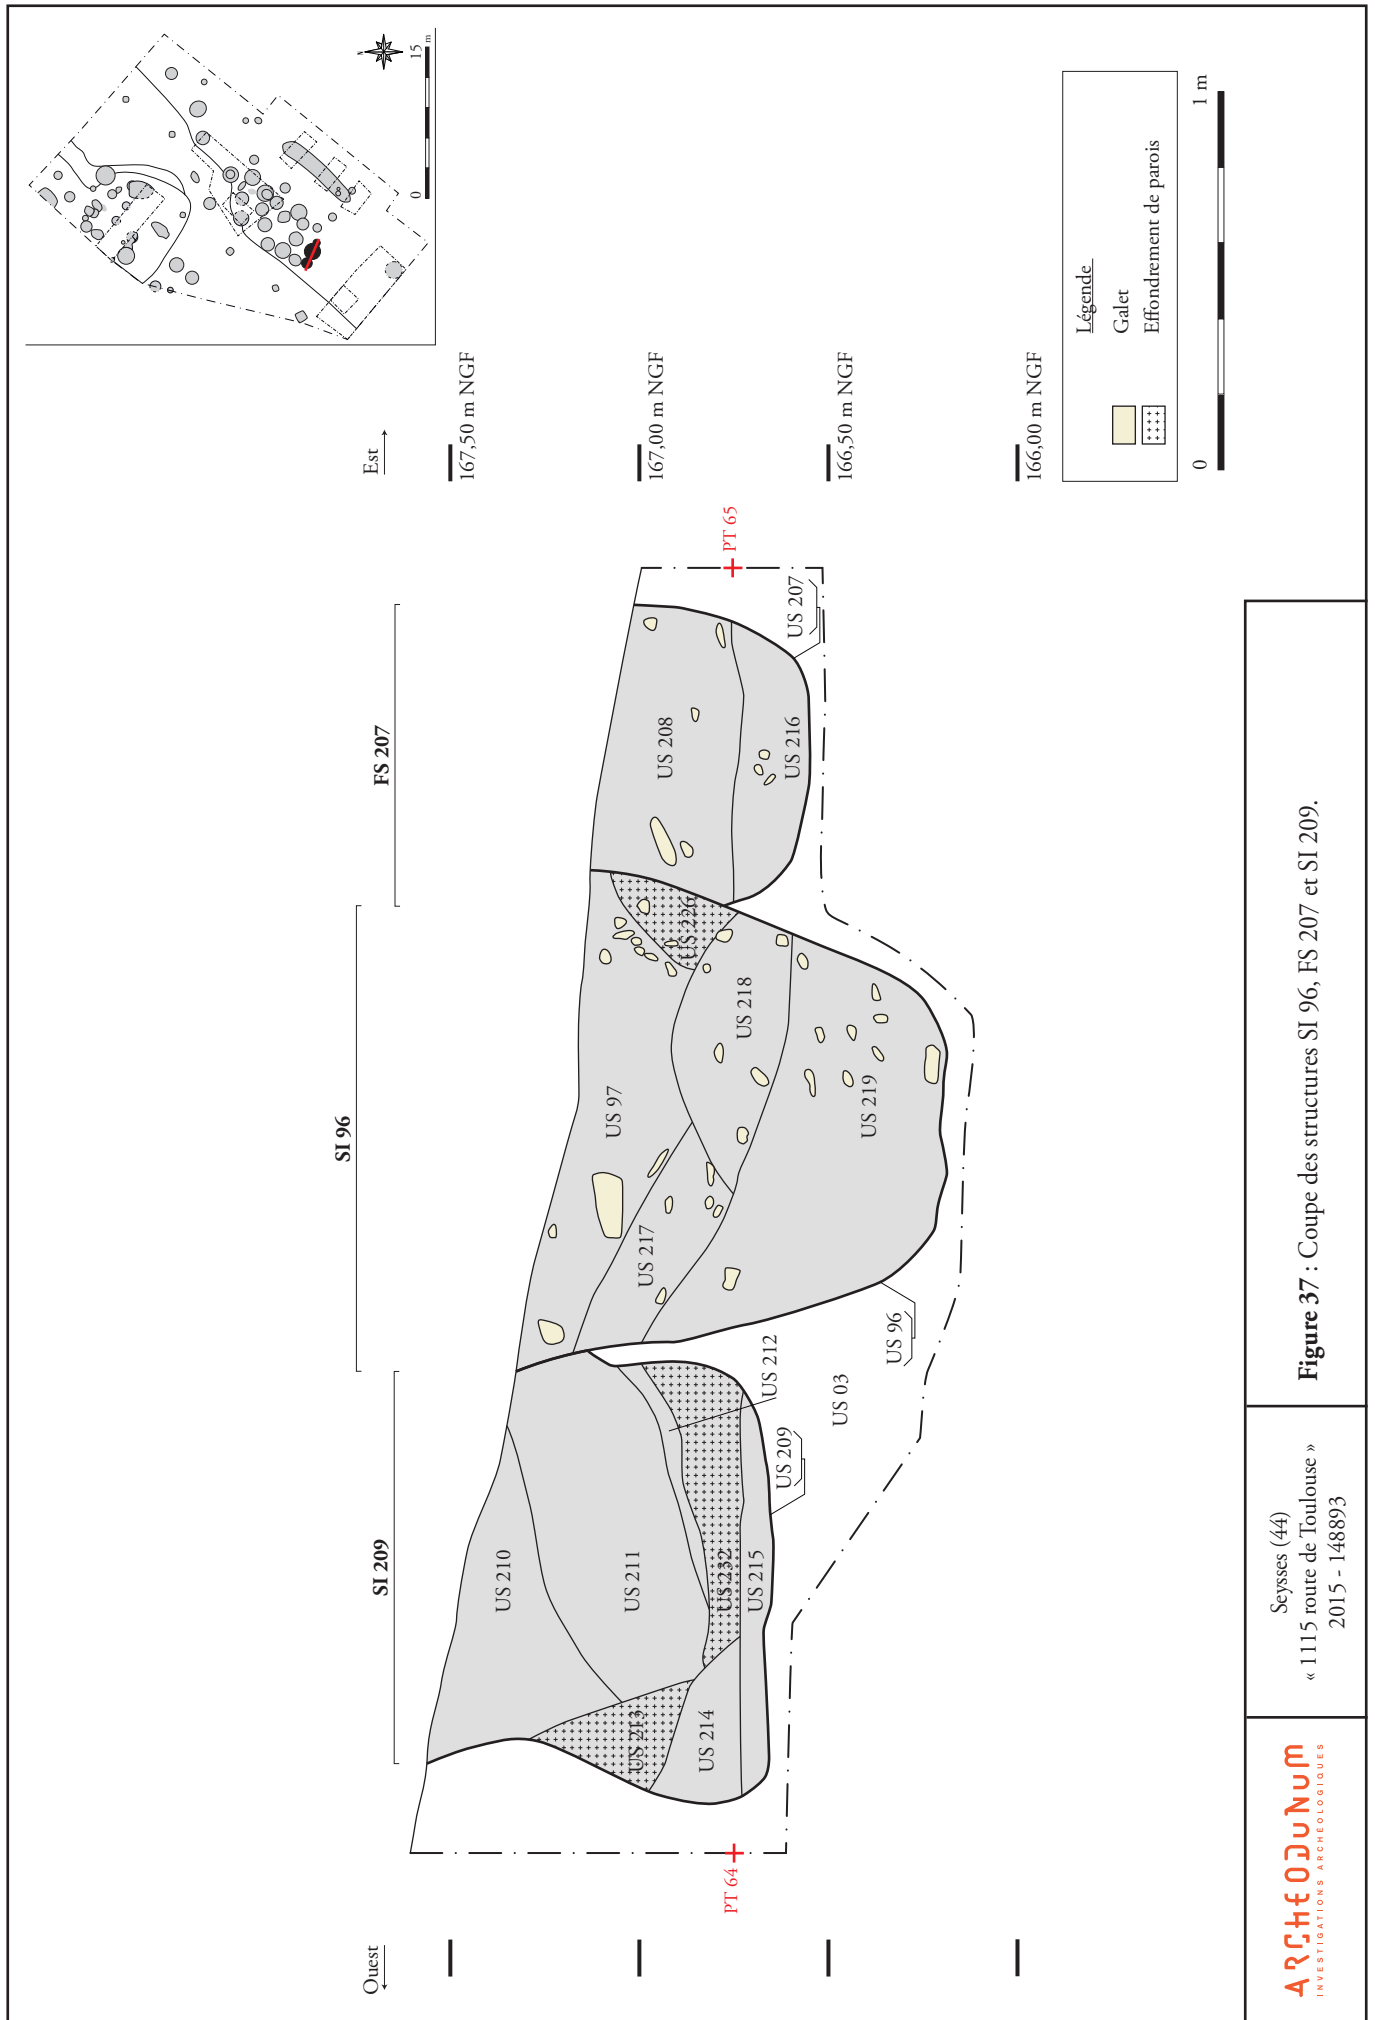 0
15
m
Ouest
Est
167,50 m NGF
167,00 m NGF
166,50 m NGF
166,00 m NGF
SI 209
SI 96
FS 207
US 210
US 211
US 213
US 214
US 232
US 215
US 212
US 209
US 03
US 96
US 97
US 217
US 218
US 219
US 226
US 208
US 216
US 207
PT 64
PT 65
Légende
Galet
Effondrement de parois
0
1 m
ARCHEODUNUM
INVESTIGATIONS ARCHÉOLOGIQUES
Seysses (44)
« 1115 route de Toulouse »
2015 - 148893
Figure 37 : Coupe des structures SI 96, FS 207 et SI 209.